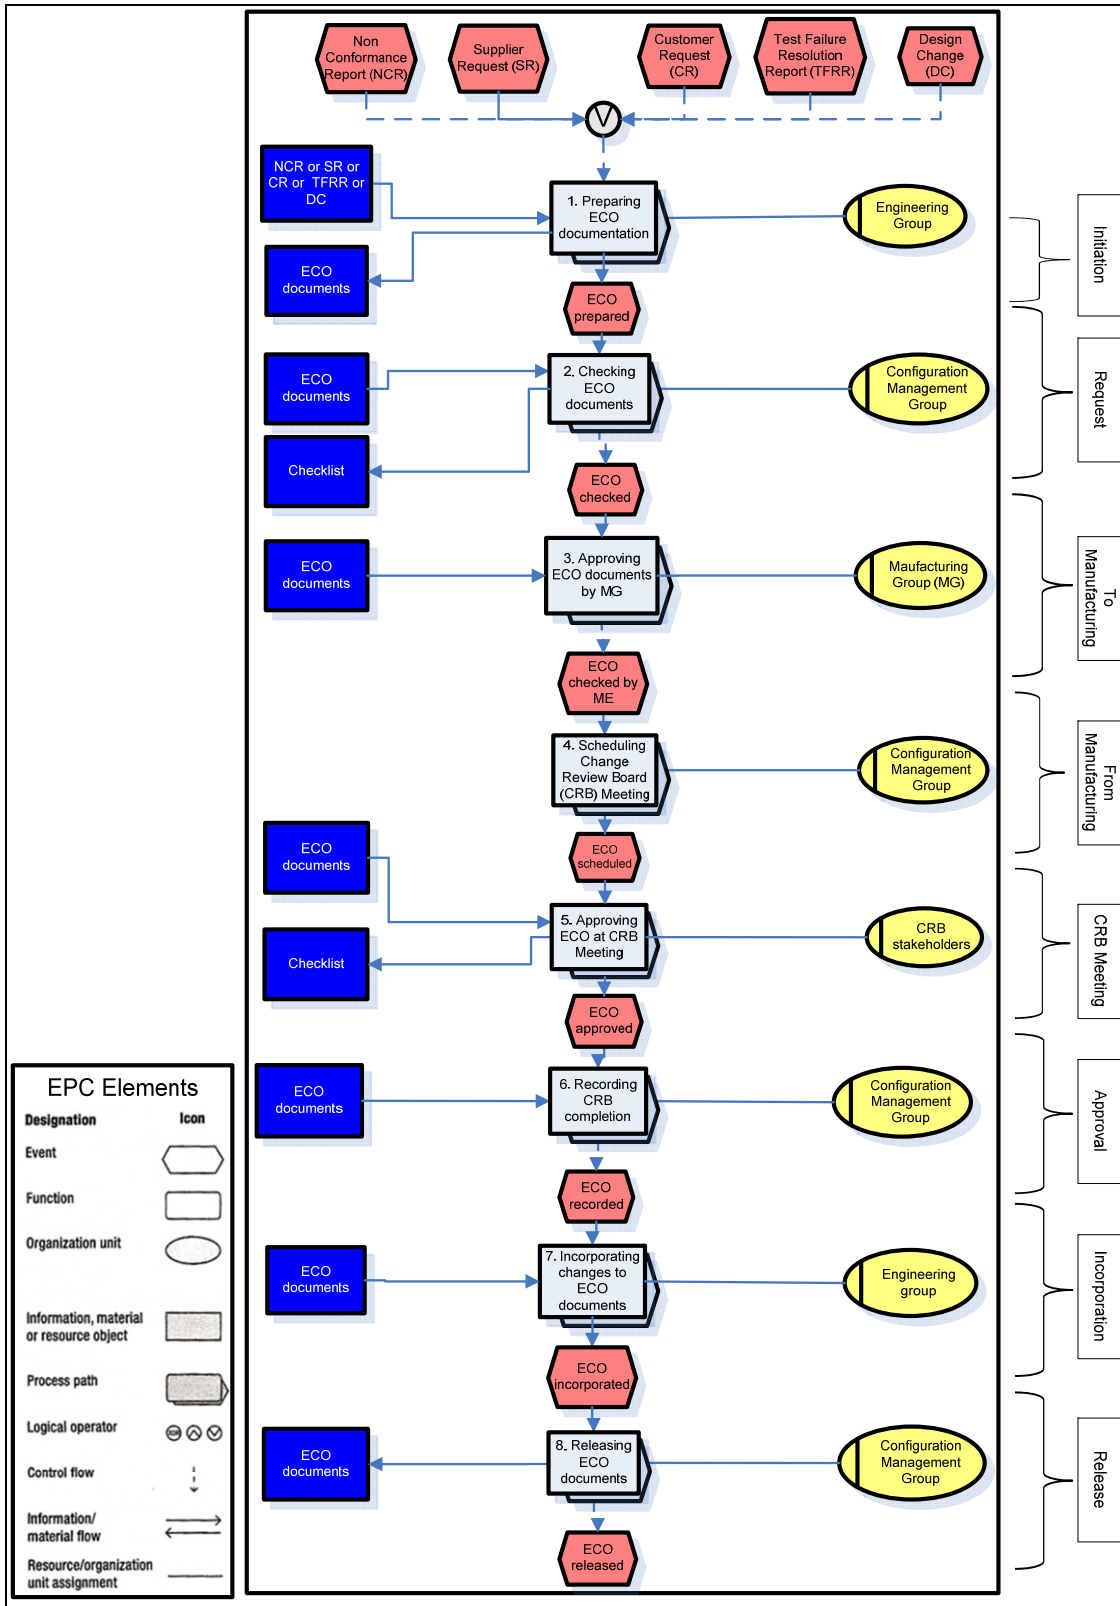 Non
Conformance
Report (NCR)
Supplier
Request (SR)
Customer
Request
(CR)
Test Failure
Resolution
Report (TFRR)
Design
Change
(DC)
V
NCR or SR or
CR or TFRR or
DC
1. Preparing
ECO
documentation
Engineering
Group
Initiation
ECO
documents
ECO
prepared
ECO
documents
2. Checking
ECO
documents
Configuration
Management
Group
Request
Checklist
ECO
checked
ECO
documents
3. Approving
ECO documents
by MG
Maufacturing
Group (MG)
To
Manufacturing
ECO
checked by
ME
4. Scheduling
Change
Review Board
(CRB) Meeting
Configuration
Management
Group
From
Manufacturing
ECO
scheduled
ECO
documents
5. Approving
ECO at CRB
Meeting
CRB
stakeholders
CRB Meeting
Checklist
ECO
approved
ECO
documents
6. Recording
CRB
completion
Configuration
Management
Group
Approval
ECO
recorded
ECO
documents
7. Incorporating
changes to
ECO
documents
Engineering
group
Incorporation
ECO
incorporated
ECO
documents
8. Releasing
ECO
documents
Configuration
Management
Group
Release
ECO
released
EPC Elements
Designation Icon
Event
Function
Organization unit
Information, material
or resource object
Process path
Logical operator
XOR
Control flow
Information/
material flow
Resource/organization
unit assignment